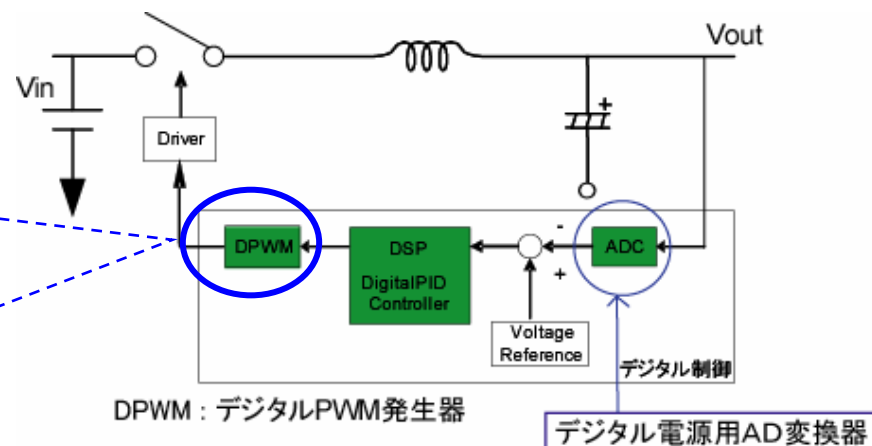 Vout
Vin
+
Driver
DPWM
DSP
DigitalPID
Controller
-
+
ADC
Voltage
Reference
デジタル制御
DPWM : デジタルPWM発生器
デジタル電源用AD変換器